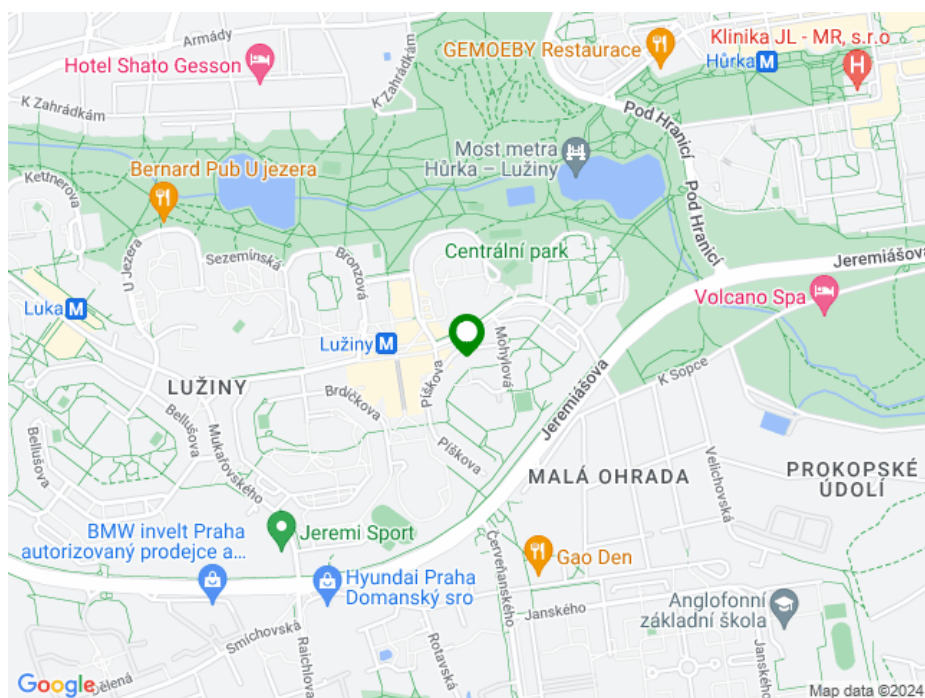 Armády
Hotel Shato Gesson
K Zahrádkám
K Zahrádkám
GEMOEBY Restaurace
Klinika JL - MR, s.r.o
Hůrka M
H
Pod Hranicí
Most metra
Hůrka – Lužiny
Bernard Pub U jezera
Kettnerova
U Jezera
Sezemínská
Bronzová
Centrální park
Pod Hranicí
Jeremiášova
Volcano Spa
Luka M
Lužiny M
Mohylová
Píškova
K Sopce
LUŽINY
Brdičkova
Jeremiášova
Bellušova
Bellušova
Mukařovského
Píškova
MALÁ OHRADA
Velichovská
PROKOPSKÉ
ÚDOLÍ
BMW invelt Praha
autorizovaný prodejce a...
Jeremi Sport
Hyundai Praha
Domanský sro
Červeňanského
Gao Den
Janského
Anglofonní
základní škola
Smíchovská
Raichlova
Rotavská
Janského
Dělená
Google
Map data ©2024